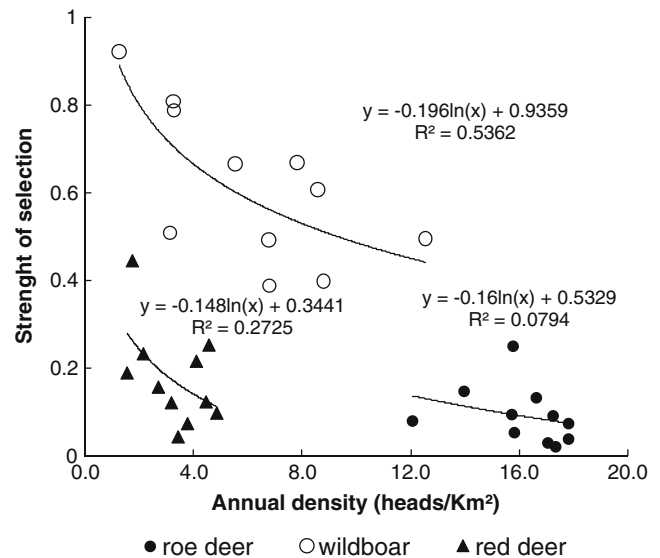 1
0.8
0.6
0.4
0.2
0
Strenght of selection
y = -0.196ln(x) + 0.9359
R² = 0.5362
y = -0.148ln(x) + 0.3441
R² = 0.2725
y = -0.16ln(x) + 0.5329
R² = 0.0794
0.0 4.0 8.0 12.0 16.0 20.0
Annual density (heads/Km²)
roe deer wildboar red deer